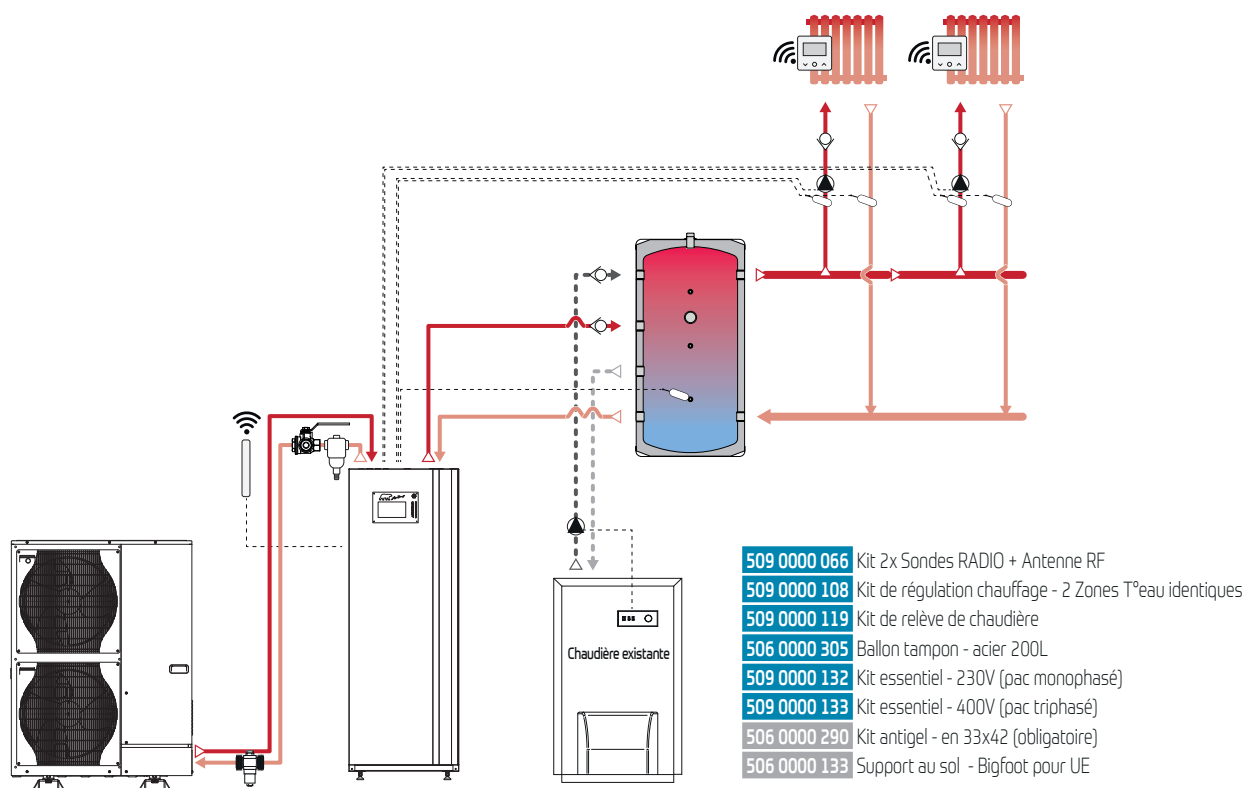 Chaudière existante
509 0000 066 Kit 2x Sondes RADIO + Antenne RF
509 0000 108 Kit de régulation chauffage - 2 Zones T°eau identiques
509 0000 119 Kit de relève de chaudière
506 0000 305 Ballon tampon - acier 200L
509 0000 132 Kit essentiel - 230V (pac monophasé)
509 0000 133 Kit essentiel - 400V (pac triphasé)
506 0000 290 Kit antigel - en 33x42 (obligatoire)
506 0000 133 Support au sol - Bigfoot pour UE